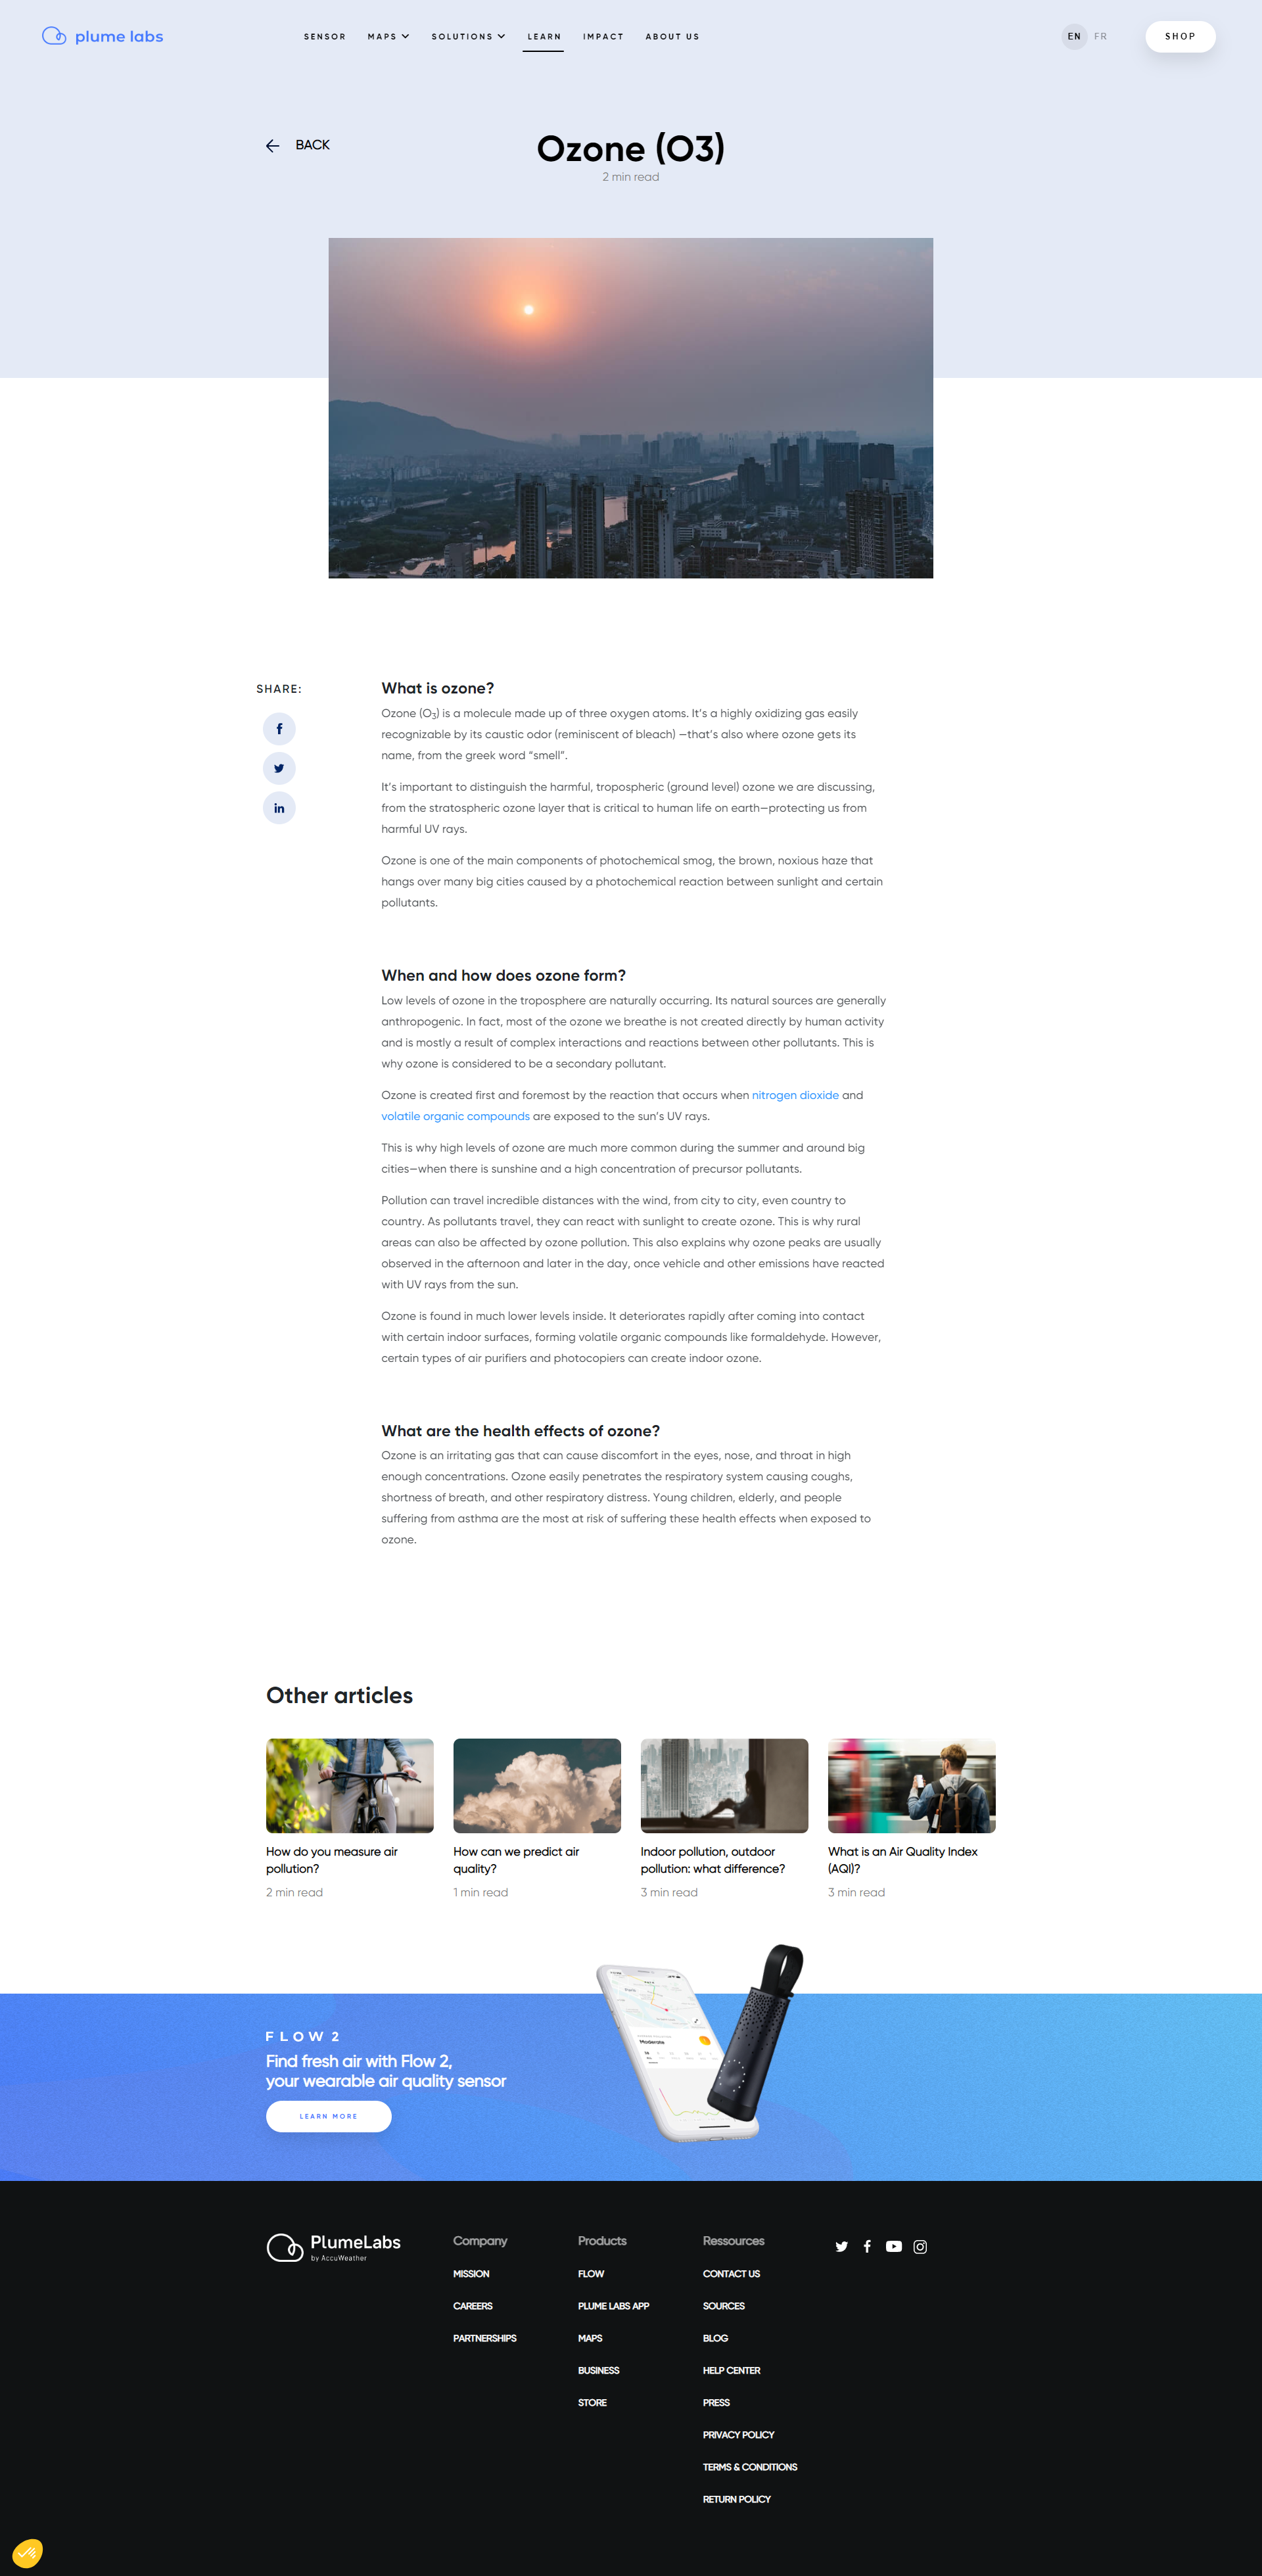 plume labs
SENSOR
MAPS
SOLUTIONS
LEARN
IMPACT
ABOUT US
EN
FR
SHOP
BACK
Ozone (O3)
2 min read
SHARE:
What is ozone?
Ozone (O3) is a molecule made up of three oxygen atoms. It’s a highly oxidizing gas easily
recognizable by its caustic odor (reminiscent of bleach) —that’s also where ozone gets its
name, from the greek word “smell”.
It’s important to distinguish the harmful, tropospheric (ground level) ozone we are discussing,
from the stratospheric ozone layer that is critical to human life on earth—protecting us from
harmful UV rays.
Ozone is one of the main components of photochemical smog, the brown, noxious haze that
hangs over many big cities caused by a photochemical reaction between sunlight and certain
pollutants.
When and how does ozone form?
Low levels of ozone in the troposphere are naturally occurring. Its natural sources are generally
anthropogenic. In fact, most of the ozone we breathe is not created directly by human activity
and is mostly a result of complex interactions and reactions between other pollutants. This is
why ozone is considered to be a secondary pollutant.
Ozone is created first and foremost by the reaction that occurs when nitrogen dioxide and
volatile organic compounds are exposed to the sun’s UV rays.
This is why high levels of ozone are much more common during the summer and around big
cities—when there is sunshine and a high concentration of precursor pollutants.
Pollution can travel incredible distances with the wind, from city to city, even country to
country. As pollutants travel, they can react with sunlight to create ozone. This is why rural
areas can also be affected by ozone pollution. This also explains why ozone peaks are usually
observed in the afternoon and later in the day, once vehicle and other emissions have reacted
with UV rays from the sun.
Ozone is found in much lower levels inside. It deteriorates rapidly after coming into contact
with certain indoor surfaces, forming volatile organic compounds like formaldehyde. However,
certain types of air purifiers and photocopiers can create indoor ozone.
What are the health effects of ozone?
Ozone is an irritating gas that can cause discomfort in the eyes, nose, and throat in high
enough concentrations. Ozone easily penetrates the respiratory system causing coughs,
shortness of breath, and other respiratory distress. Young children, elderly, and people
suffering from asthma are the most at risk of suffering these health effects when exposed to
ozone.
Other articles
How do you measure air
pollution?
2 min read
How can we predict air
quality?
1 min read
Indoor pollution, outdoor
pollution: what difference?
3 min read
What is an Air Quality Index
(AQI)?
3 min read
FLOW 2
Find fresh air with Flow 2,
your wearable air quality sensor
LEARN MORE
Moderate
PlumeLabs
by AccuWeather
Company
MISSION
CAREERS
PARTNERSHIPS
Products
FLOW
PLUME LABS APP
MAPS
BUSINESS
STORE
Ressources
CONTACT US
SOURCES
BLOG
HELP CENTER
PRESS
PRIVACY POLICY
TERMS & CONDITIONS
RETURN POLICY